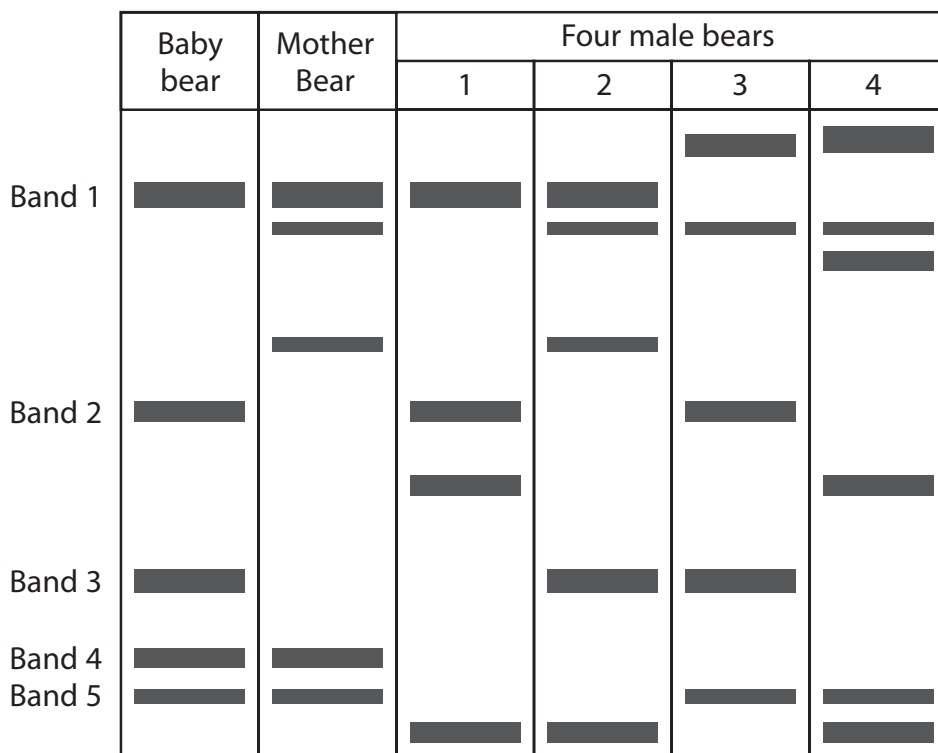 Baby
bear
Mother
Bear
Four male bears
1
2
3
4
Band 1
Band 2
Band 3
Band 4
Band 5